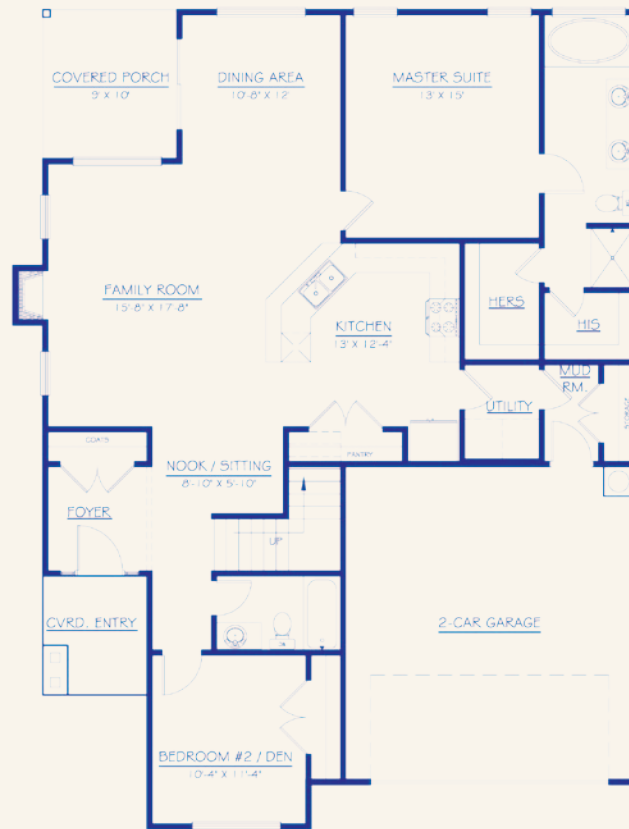 COVERED PORCH
9' X 10'
DINING AREA
10'-8" X 12'
MASTER SUITE
13' X 15'
FAMILY ROOM
15'-8" X 17'-8"
KITCHEN
13' X 12'-4"
HERS
HIS
MUD
RM.
UTILITY
STORAGE
COATS
NOOK / SITTING
8'-10" X 5'-10"
PANTRY
FOYER
UP
CVRD. ENTRY
2-CAR GARAGE
BEDROOM #2 / DEN
10'-4" X 11'-4"